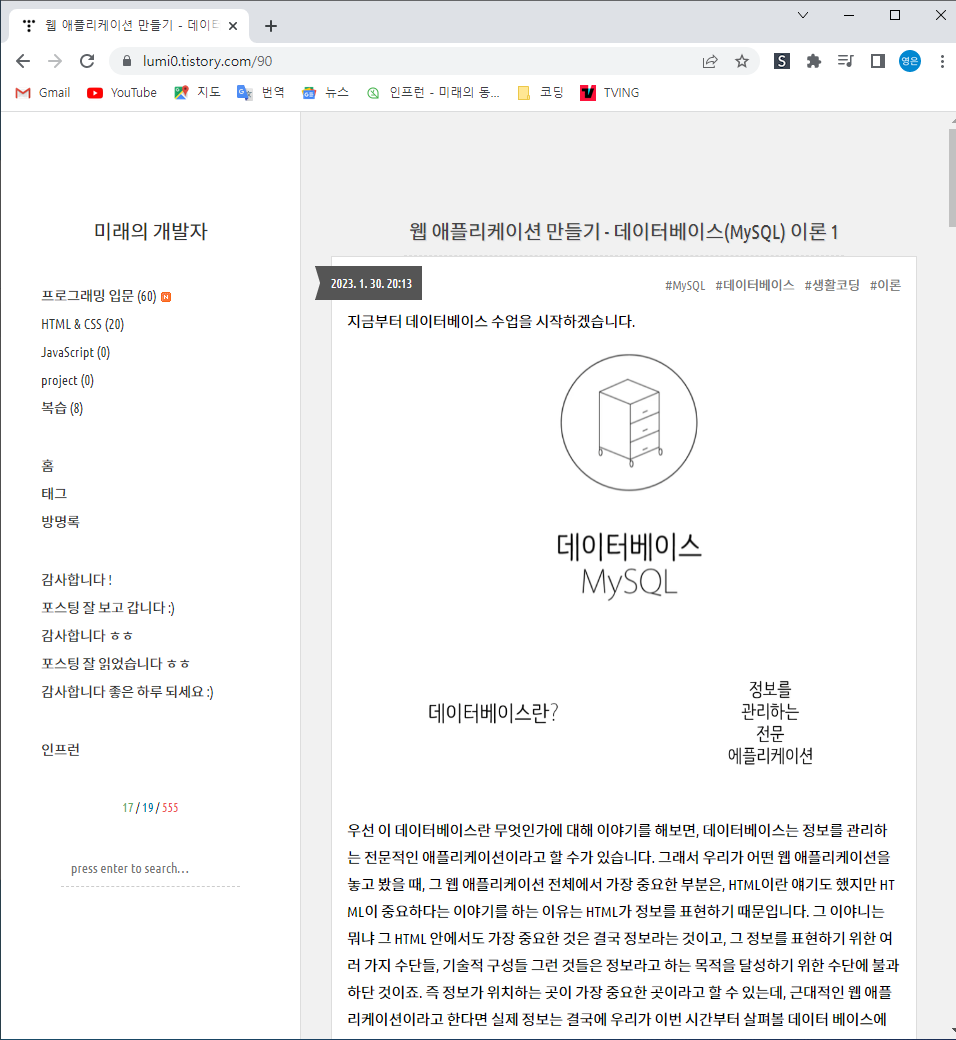 웹 애플리케이션 만들기 - 데이터
lumi0.tistory.com/90
S
영은
Gmail
YouTube
지도
번역
뉴스
인프런 - 미래의 동...
코딩
TVING
미래의 개발자
프로그래밍 입문 (60) N
HTML & CSS (20)
JavaScript (0)
project (0)
복습 (8)
홈
태그
방명록
감사합니다 !
포스팅 잘 보고 갑니다 :)
감사합니다 ㅎㅎ
포스팅 잘 읽었습니다 ㅎㅎ
감사합니다 좋은 하루 되세요 :)
인프런
17 / 19 / 555
press enter to search...
웹 애플리케이션 만들기 - 데이터베이스(MySQL) 이론 1
2023. 1. 30. 20:13
#MySQL #데이터베이스 #생활코딩 #이론
지금부터 데이터베이스 수업을 시작하겠습니다.
데이터베이스
MySQL
데이터베이스란?
정보를
관리하는
전문
에플리케이션
우선 이 데이터베이스란 무엇인가에 대해 이야기를 해보면, 데이터베이스는 정보를 관리하
는 전문적인 애플리케이션이라고 할 수가 있습니다. 그래서 우리가 어떤 웹 애플리케이션을
놓고 봤을 때, 그 웹 애플리케이션 전체에서 가장 중요한 부분은, HTML이란 얘기도 했지만 HT
ML이 중요하다는 이야기를 하는 이유는 HTML가 정보를 표현하기 때문입니다. 그 이야니는
뭐냐 그 HTML 안에서도 가장 중요한 것은 결국 정보라는 것이고, 그 정보를 표현하기 위한 여
러 가지 수단들, 기술적 구성들 그런 것들은 정보라고 하는 목적을 달성하기 위한 수단에 불과
하단 것이죠. 즉 정보가 위치하는 곳이 가장 중요한 곳이라고 할 수 있는데, 근대적인 웹 애플
리케이션이라고 한다면 실제 정보는 결국에 우리가 이번 시간부터 살펴볼 데이터 베이스에